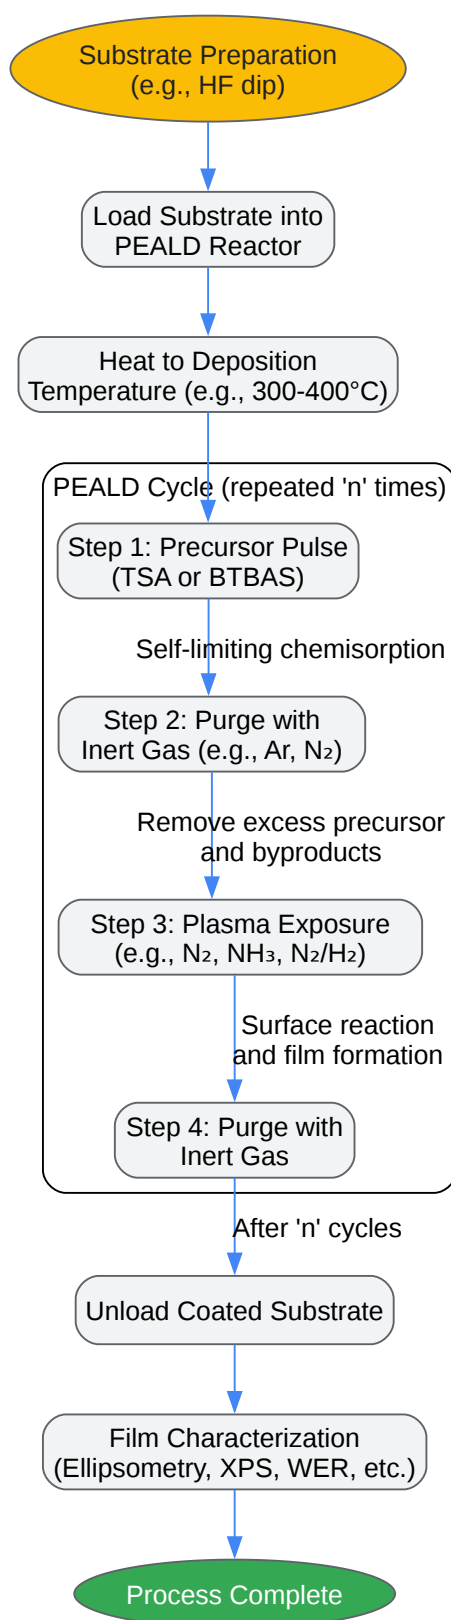 Substrate Preparation
(e.g., HF dip)
Load Substrate into
PEALD Reactor
Heat to Deposition
Temperature (e.g., 300-400°C)
PEALD Cycle (repeated 'n' times)
Step 1: Precursor Pulse
(TSA or BTBAS)
Self-limiting chemisorption
Step 2: Purge with
Inert Gas (e.g., Ar, N₂)
Remove excess precursor
and byproducts
Step 3: Plasma Exposure
(e.g., N₂, NH₃, N₂/H₂)
Surface reaction
and film formation
Step 4: Purge with
Inert Gas
After 'n' cycles
Unload Coated Substrate
Film Characterization
(Ellipsometry, XPS, WER, etc.)
Process Complete